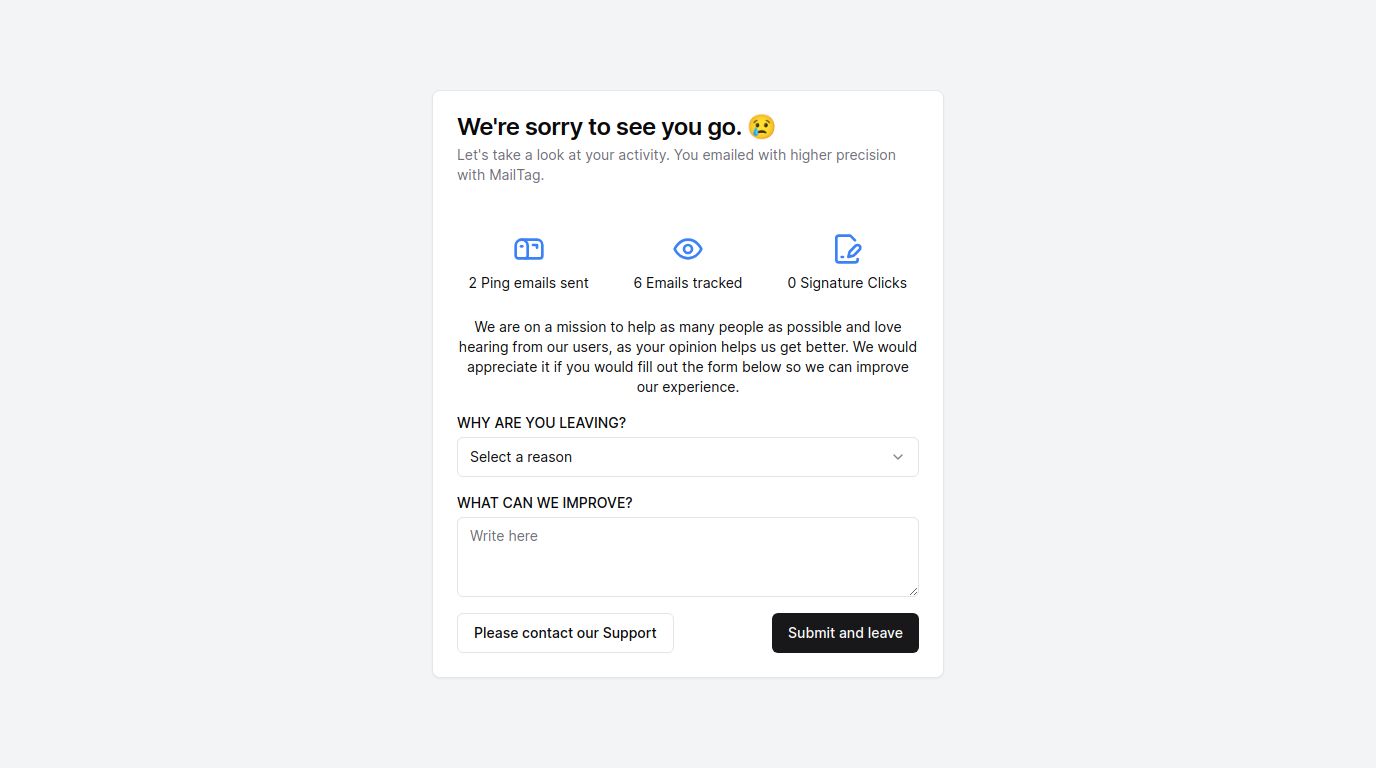 We're sorry to see you go. 😢
Let's take a look at your activity. You emailed with higher precision
with MailTag.
2 Ping emails sent
6 Emails tracked
0 Signature Clicks
We are on a mission to help as many people as possible and love
hearing from our users, as your opinion helps us get better. We would
appreciate it if you would fill out the form below so we can improve
our experience.
WHY ARE YOU LEAVING?
Select a reason
WHAT CAN WE IMPROVE?
Write here
Please contact our Support
Submit and leave